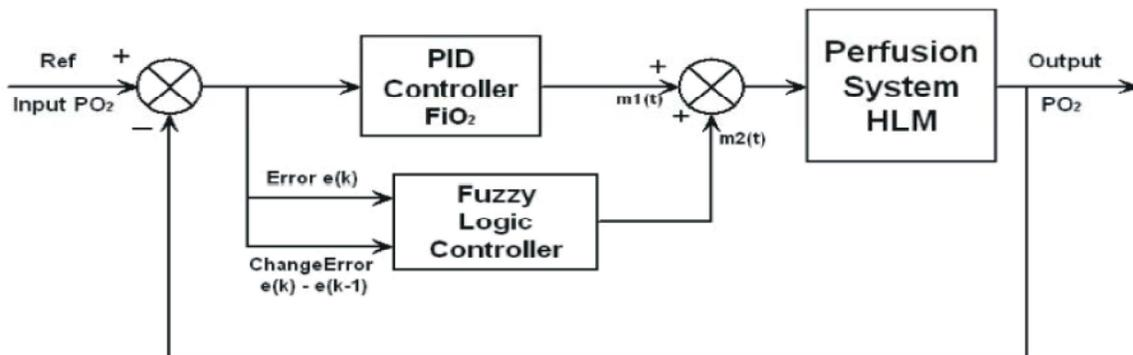 Ref
Input PO₂
+
−
PID
Controller
FiO₂
+
m1(t)
+
m2(t)
Perfusion
System
HLM
Output
PO₂
Error e(k)
ChangeError
e(k) - e(k-1)
Fuzzy
Logic
Controller